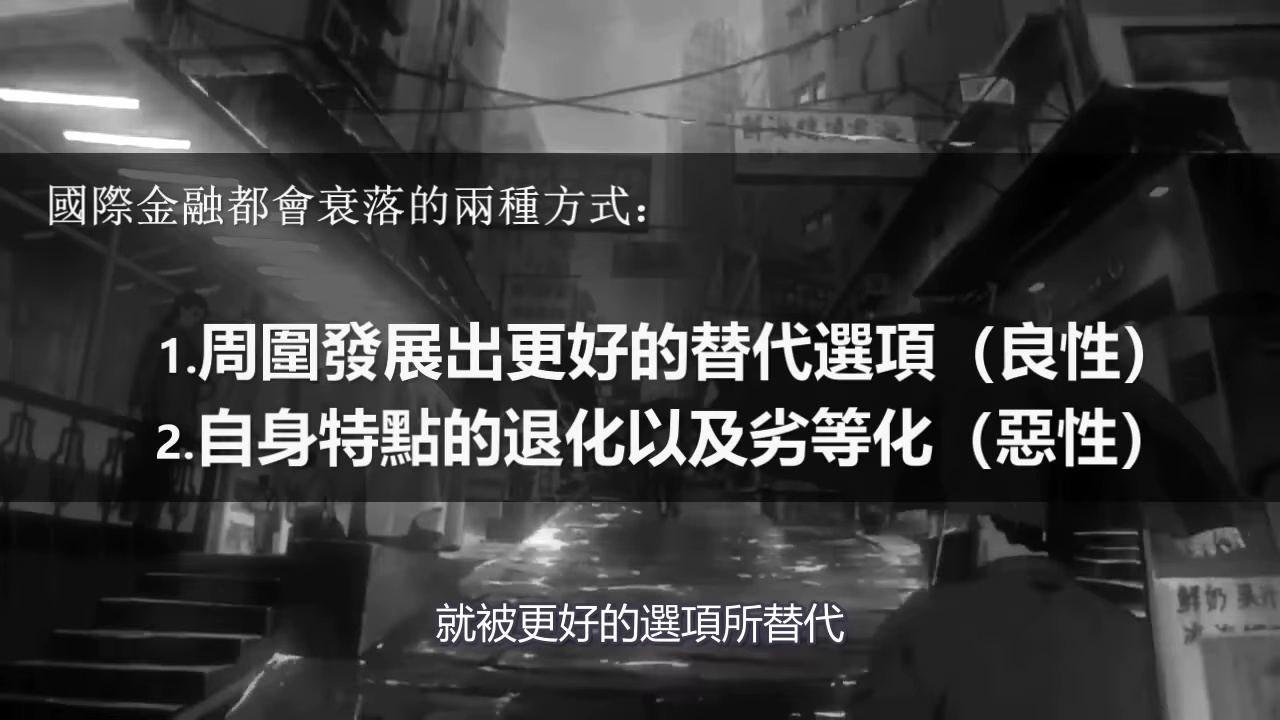 國際金融都會衰落的兩種方式：
1.周圍發展出更好的替代選項（良性）
2.自身特點的退化以及劣等化（惡性）
就被更好的選項所替代
鮮奶